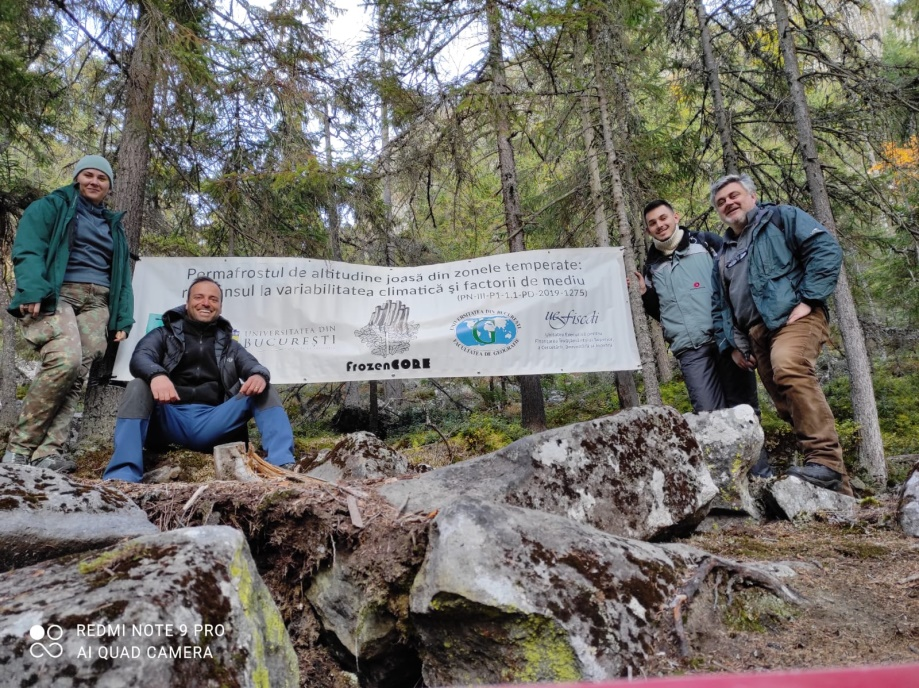 Permafrostul de altitudine joasă din zonele temperate:
nsul la variabilitatea climatică și factorii de mediu
(PN-III-P1-1.1-PD-2019-1275)
UNIVERSITATEA DIN
BUCUREȘTI
frozenCORE
UNIVERSITATEA DIN BUCUREȘTI
FACULTATEA DE GEOGRAFIE
uefiscdi
REDMI NOTE 9 PRO
AI QUAD CAMERA